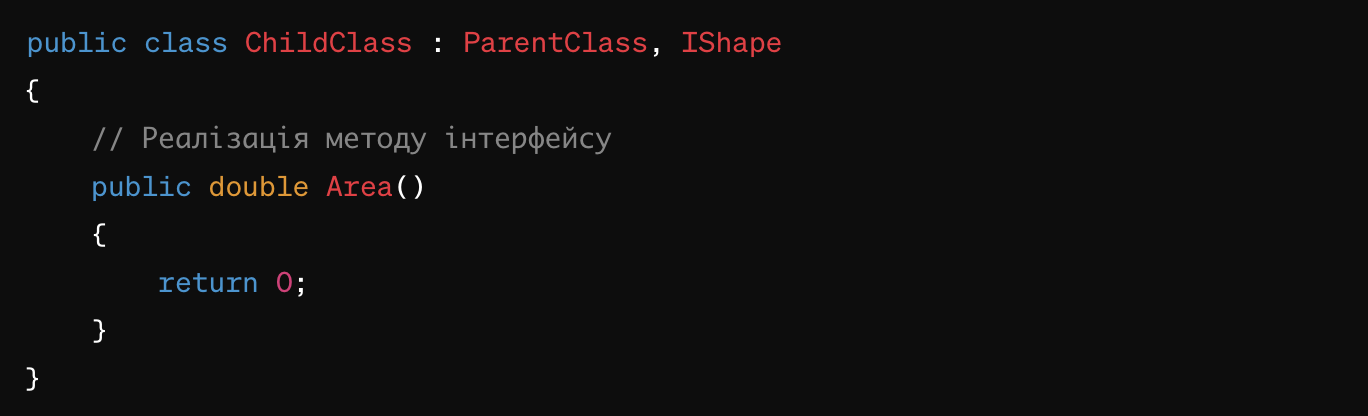 public class ChildClass : ParentClass, IShape
{
    // Реалізація методу інтерфейсу
    public double Area()
    {
        return 0;
    }
}